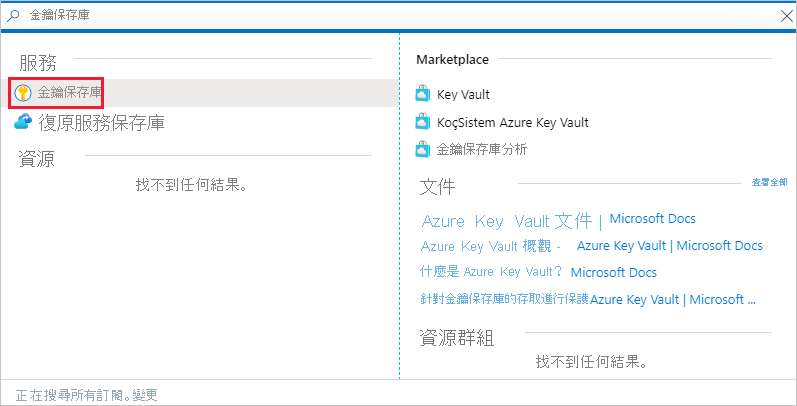 金鑰保存庫
服務
金鑰保存庫
復原服務保存庫
資源
找不到任何結果。
Marketplace
Key Vault
KoçSistem Azure Key Vault
金鑰保存庫分析
文件 查看全部
Azure Key Vault 文件 | Microsoft Docs
Azure Key Vault 概觀 - Azure Key Vault | Microsoft Docs
什麼是 Azure Key Vault? Microsoft Docs
針對金鑰保存庫的存取進行保護 Azure Key Vault | Microsoft ...
資源群組
找不到任何結果。
正在搜尋所有訂閱。變更